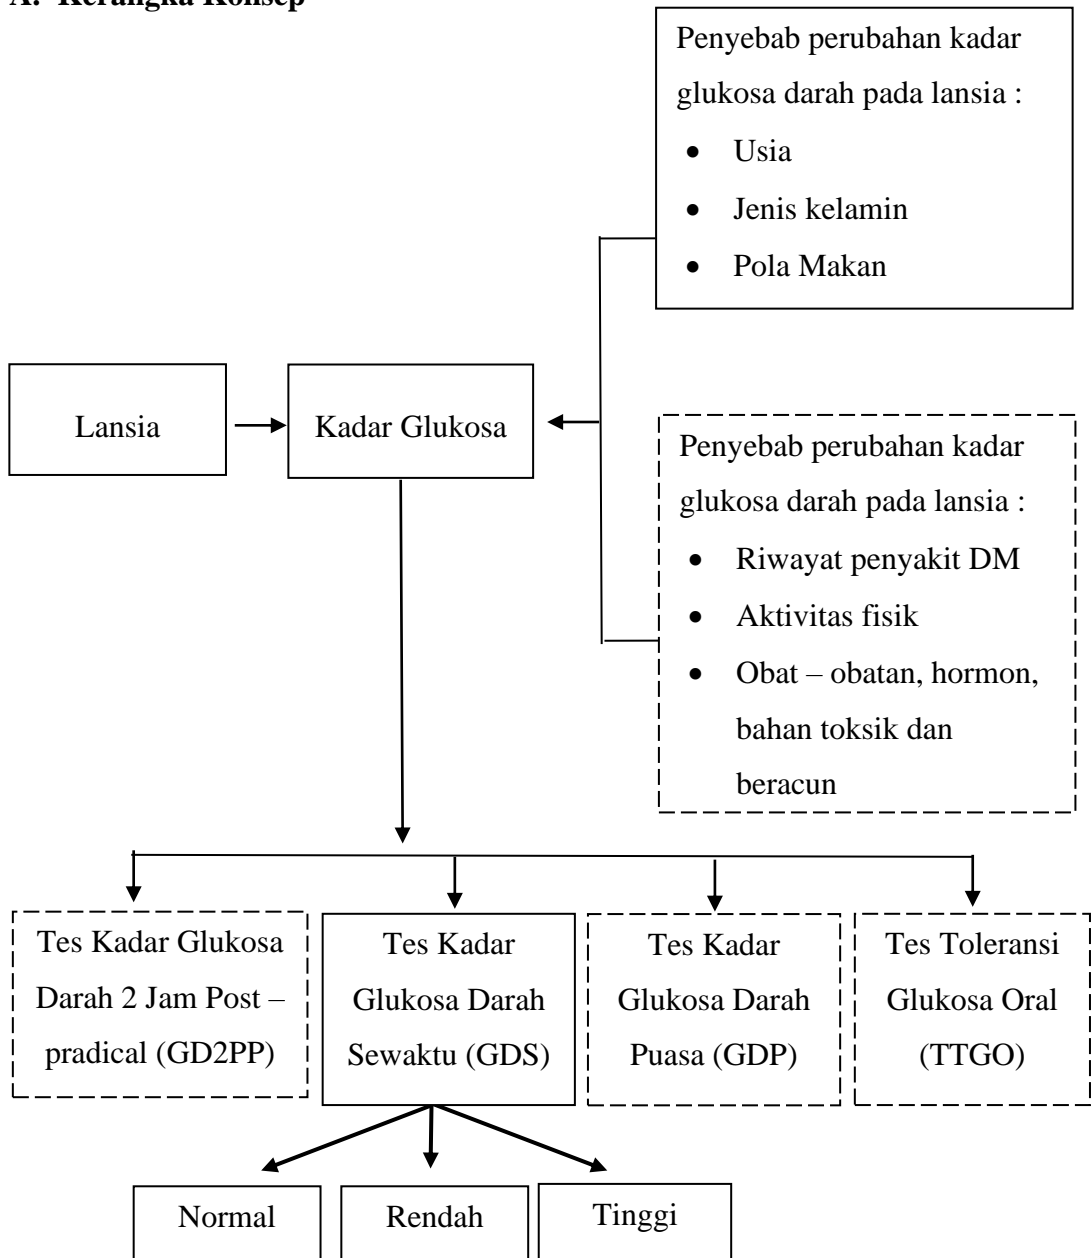 A. Kerangka Konsep
Penyebab perubahan kadar
glukosa darah pada lansia :
• Usia
• Jenis kelamin
• Pola Makan
Lansia
Kadar Glukosa
Penyebab perubahan kadar
glukosa darah pada lansia :
• Riwayat penyakit DM
• Aktivitas fisik
• Obat – obatan, hormon,
bahan toksik dan
beracun
Tes Kadar Glukosa
Darah 2 Jam Post –
pradical (GD2PP)
Tes Kadar
Glukosa Darah
Sewaktu (GDS)
Tes Kadar
Glukosa Darah
Puasa (GDP)
Tes Toleransi
Glukosa Oral
(TTGO)
Normal
Rendah
Tinggi